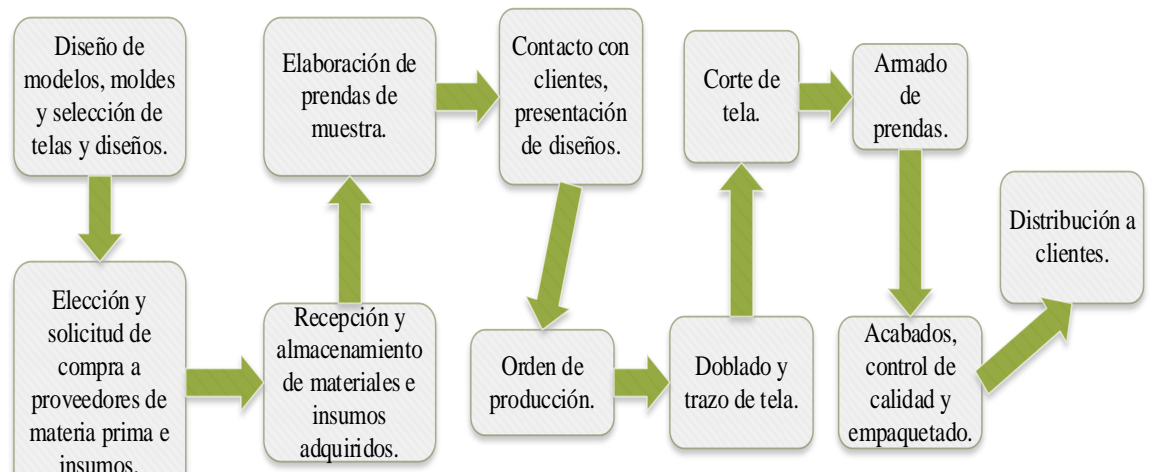 Diseño de
modelos, moldes
y selección de
telas y diseños.
Elección y
solicitud de
compra a
proveedores de
materia prima e
insumos.
Recepción y
almacenamiento
de materiales e
insumos
adquiridos.
Elaboración de
prendas de
muestra.
Contacto con
clientes,
presentación
de diseños.
Orden de
producción.
Doblado y
trazo de tela.
Corte de
tela.
Armado
de
prendas.
Acabados,
control de
calidad y
empaquetado.
Distribución a
clientes.